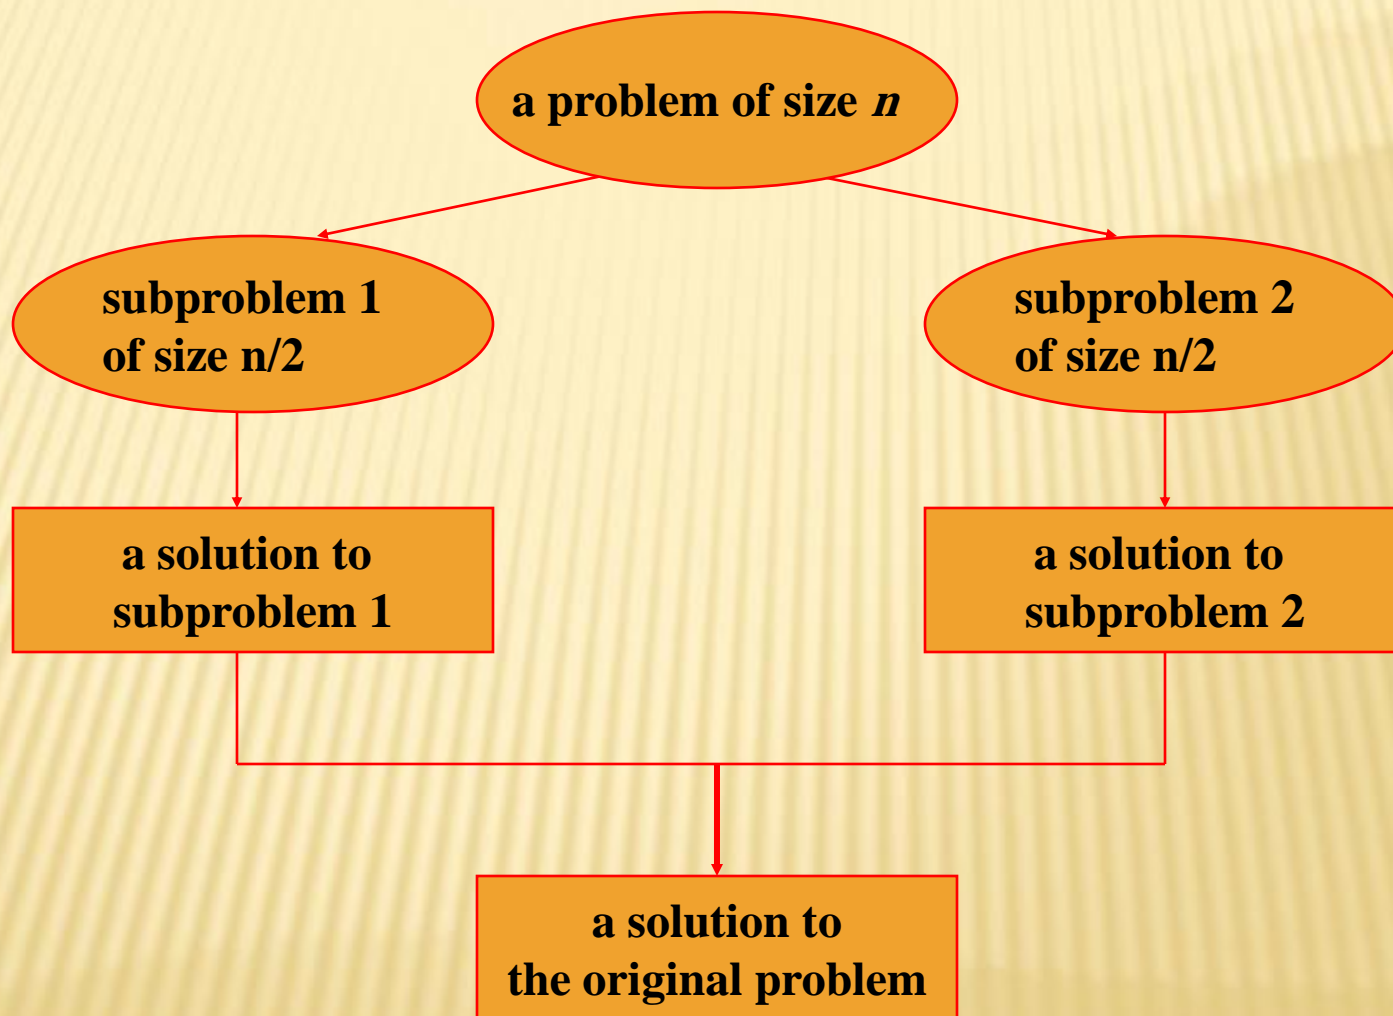 a problem of size n
subproblem 1
of size n/2
subproblem 2
of size n/2
a solution to
subproblem 1
a solution to
subproblem 2
a solution to
the original problem